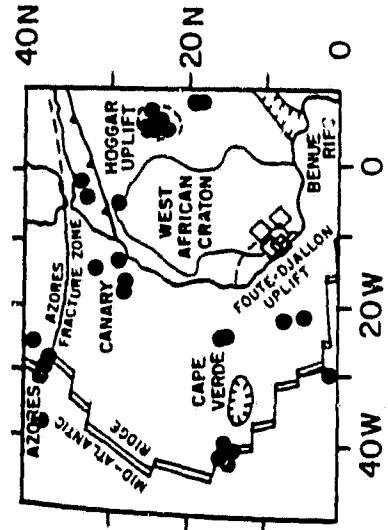 40N
20N
0
HOGGAR
UPLIFT
0
WEST
AFRICAN
CRATON
BENUE
RIFT
AZORES
FRACTURE ZONE
CANARY
FOUTE-DJALLON
UPLIFT
20W
AZORES
CAPE
VERDE
MID-ATLANTIC
RIDGE
40W